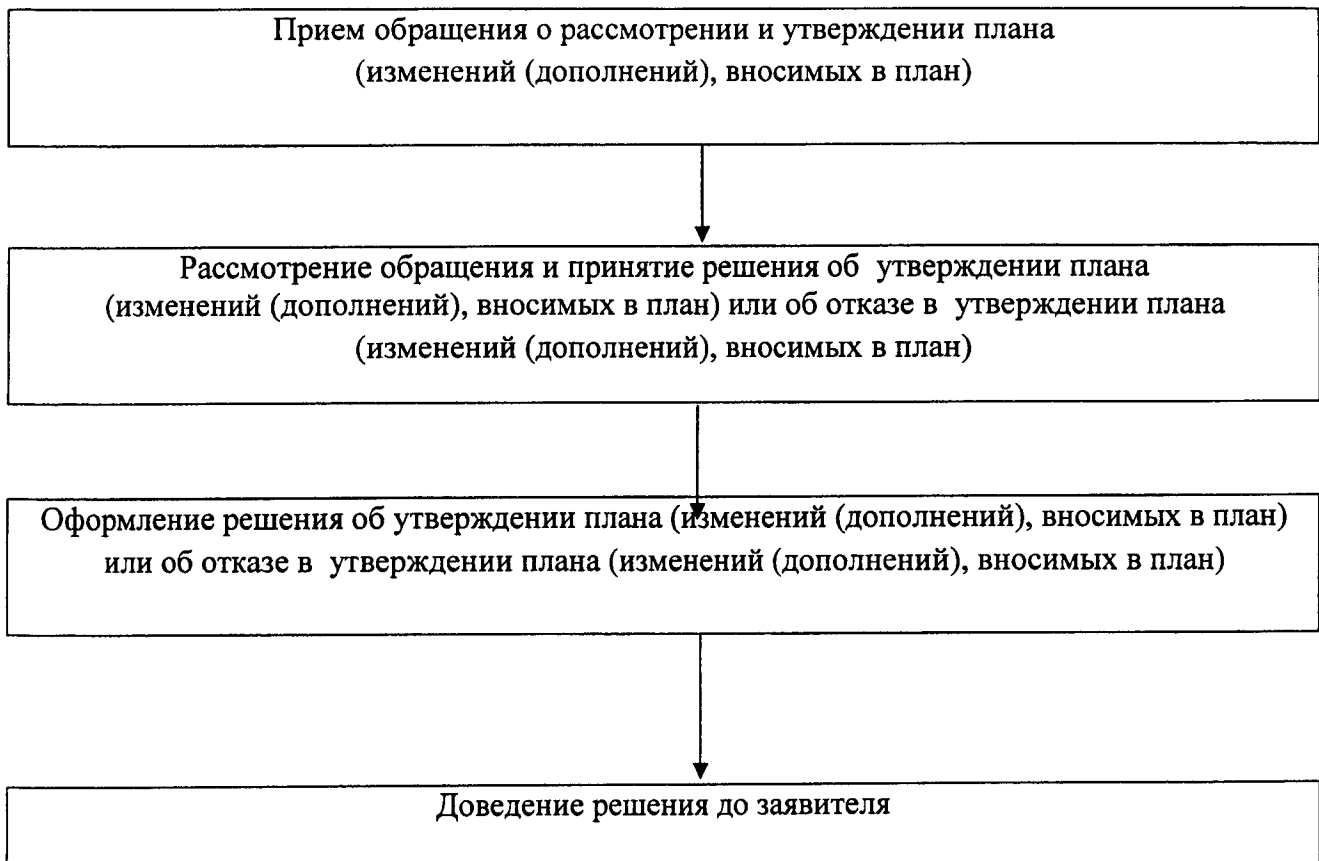 Прием обращения о рассмотрении и утверждении плана
(изменений (дополнений), вносимых в план)
Рассмотрение обращения и принятие решения об утверждении плана
(изменений (дополнений), вносимых в план) или об отказе в утверждении плана
(изменений (дополнений), вносимых в план)
Оформление решения об утверждении плана (изменений (дополнений), вносимых в план)
или об отказе в утверждении плана (изменений (дополнений), вносимых в план)
Доведение решения до заявителя